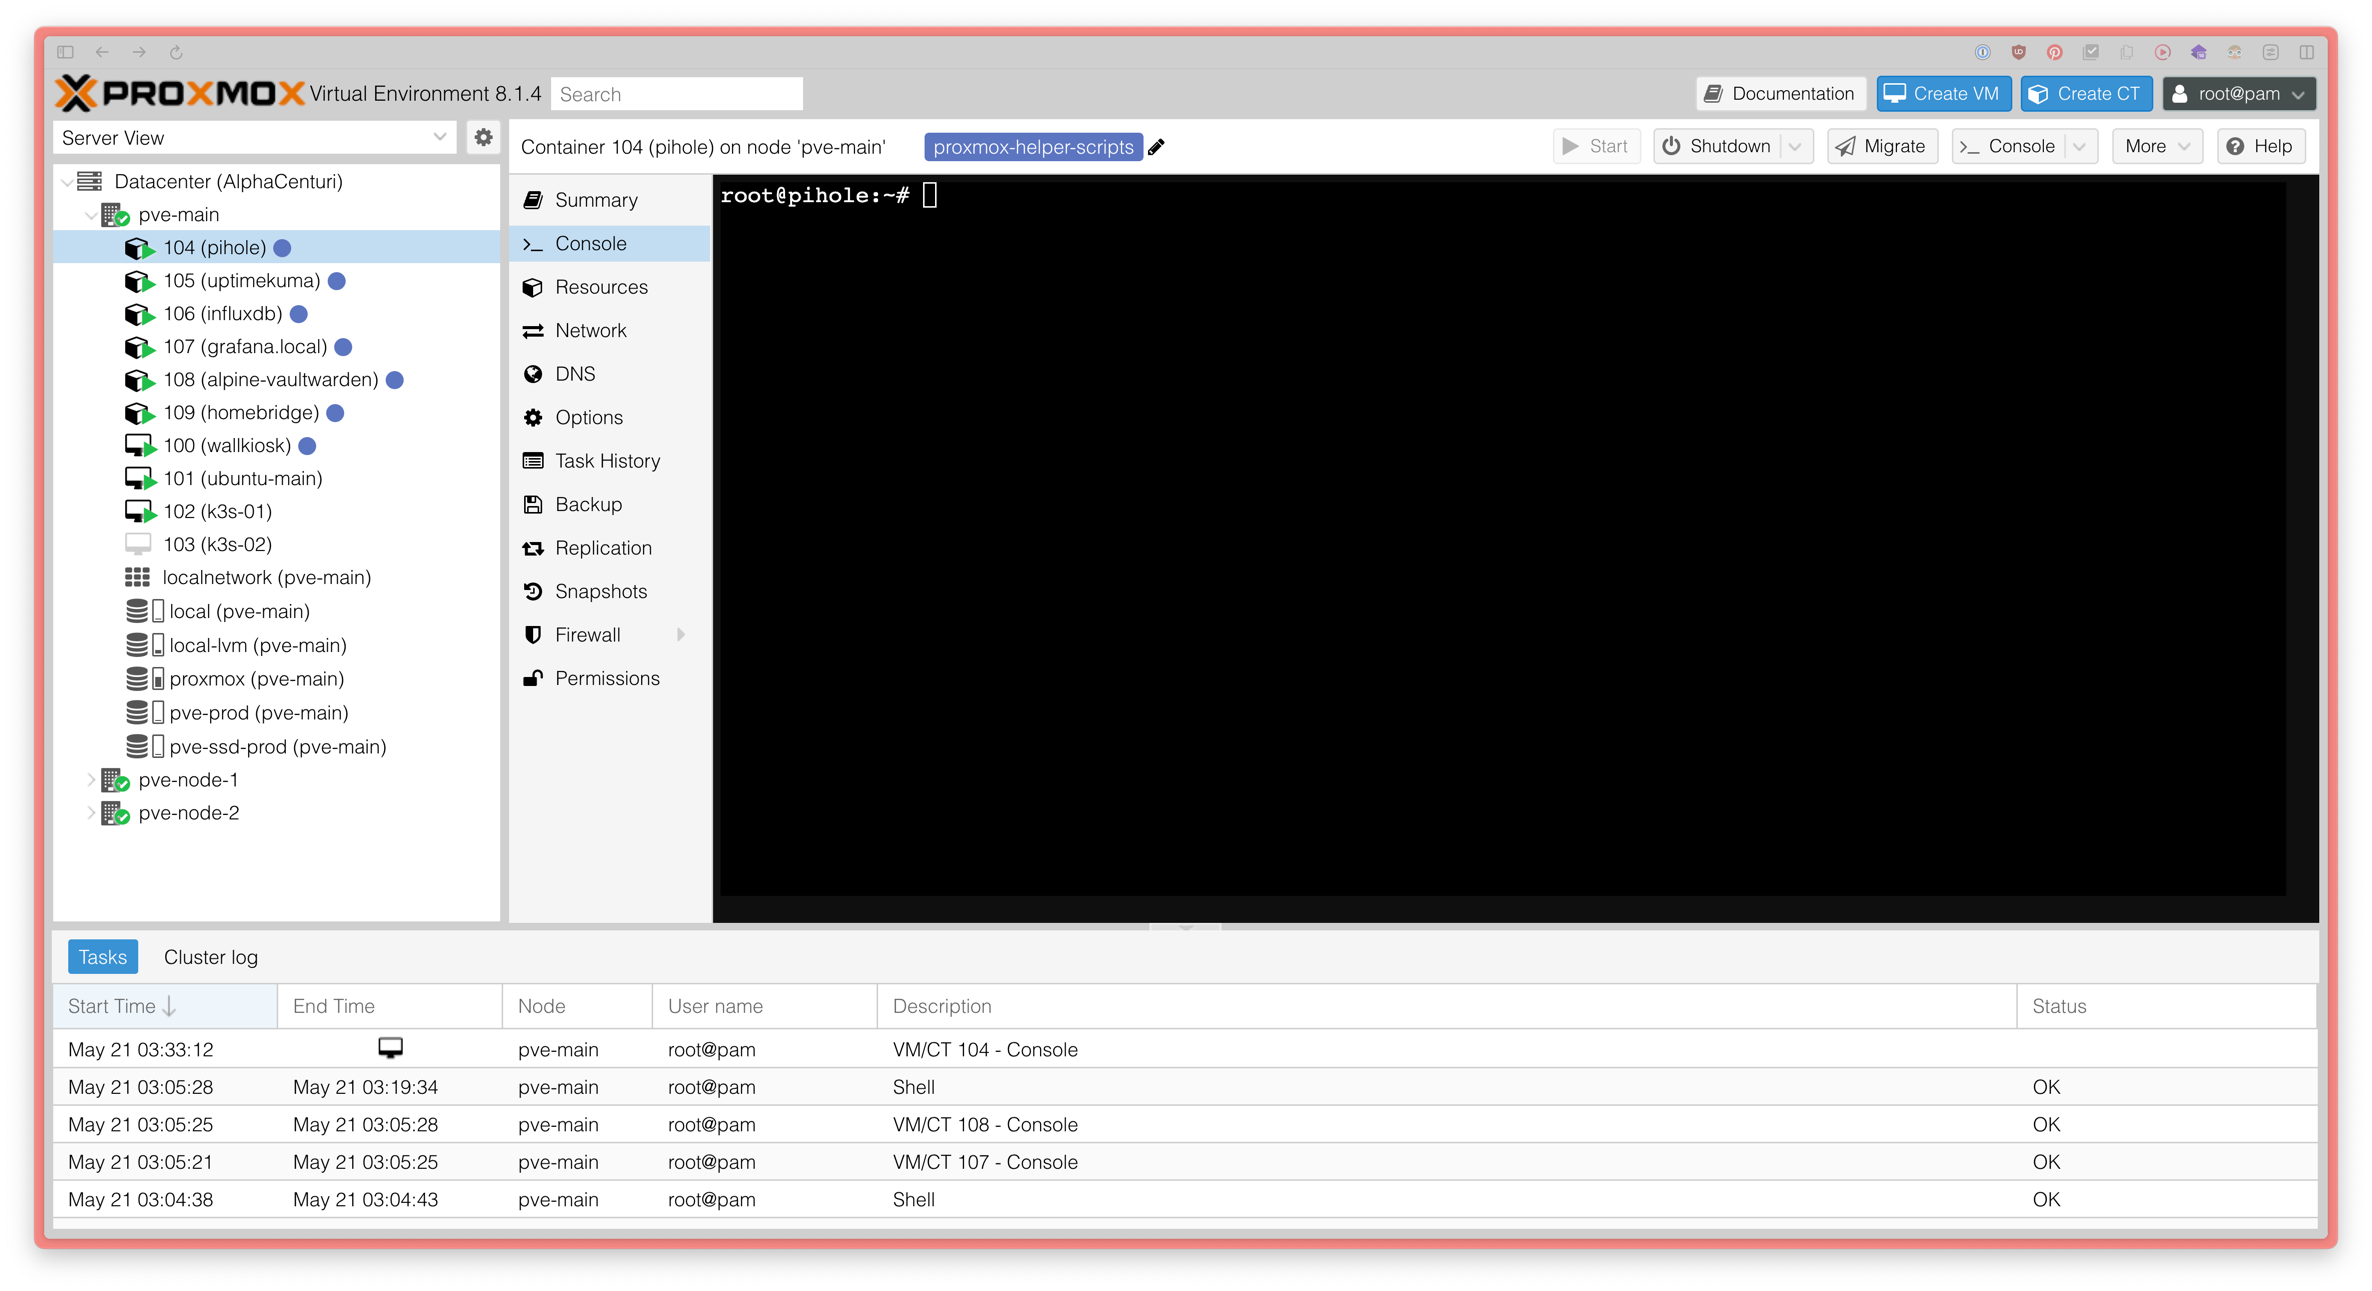 PROXMOX Virtual Environment 8.1.4 Search Documentation Create VM Create CT root@pam
Server View
Container 104 (pihole) on node 'pve-main' proxmox-helper-scripts Start Shutdown Migrate Console More Help
Datacenter (AlphaCenturi)
pve-main
104 (pihole)
105 (uptimekuma)
106 (influxdb)
107 (grafana.local)
108 (alpine-vaultwarden)
109 (homebridge)
100 (wallkiosk)
101 (ubuntu-main)
102 (k3s-01)
103 (k3s-02)
localnetwork (pve-main)
local (pve-main)
local-lvm (pve-main)
proxmox (pve-main)
pve-prod (pve-main)
pve-ssd-prod (pve-main)
pve-node-1
pve-node-2
Summary
Console
Resources
Network
DNS
Options
Task History
Backup
Replication
Snapshots
Firewall
Permissions
root@pihole:~#
Tasks Cluster log
Start Time End Time Node User name Description Status
May 21 03:33:12 pve-main root@pam VM/CT 104 - Console
May 21 03:05:28 May 21 03:19:34 pve-main root@pam Shell OK
May 21 03:05:25 May 21 03:05:28 pve-main root@pam VM/CT 108 - Console OK
May 21 03:05:21 May 21 03:05:25 pve-main root@pam VM/CT 107 - Console OK
May 21 03:04:38 May 21 03:04:43 pve-main root@pam Shell OK